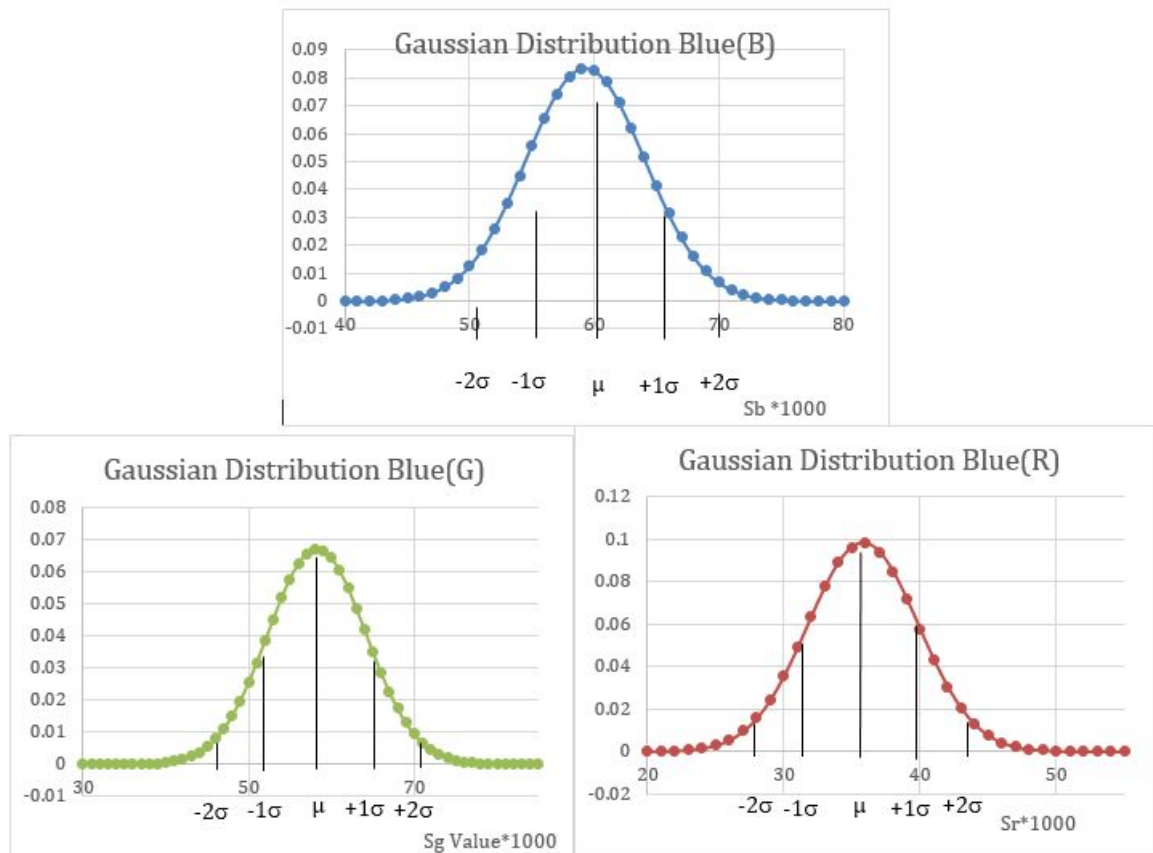 Gaussian Distribution Blue(B)
0.09
0.08
0.07
0.06
0.05
0.04
0.03
0.02
0.01
0
-0.01
40 50 60 70 80
-2σ -1σ μ +1σ +2σ
Sb *1000
Gaussian Distribution Blue(G)
0.08
0.07
0.06
0.05
0.04
0.03
0.02
0.01
0
-0.01
30 50 70
-2σ -1σ μ +1σ +2σ
Sg Value*1000
Gaussian Distribution Blue(R)
0.12
0.1
0.08
0.06
0.04
0.02
0
-0.02
20 30 40 50
-2σ -1σ μ +1σ +2σ
Sr*1000